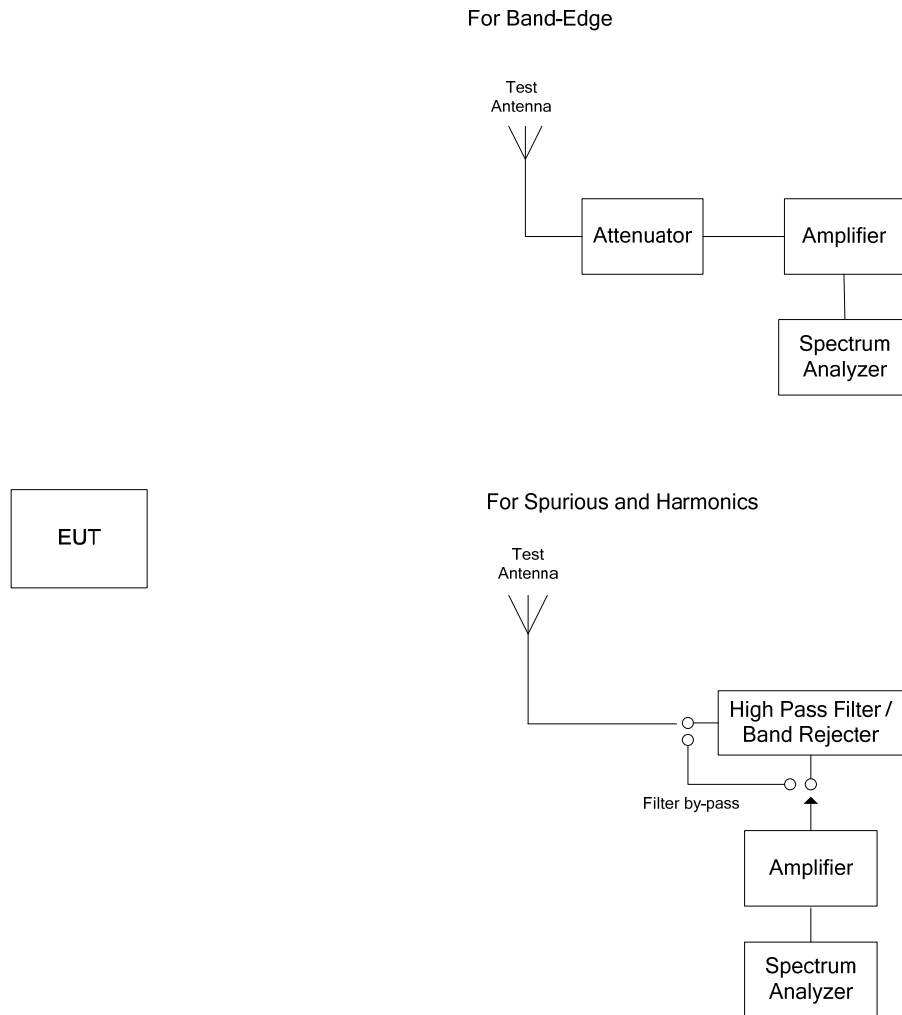 For Band-Edge
Test
Antenna
Attenuator
Amplifier
Spectrum
Analyzer
EUT
For Spurious and Harmonics
Test
Antenna
High Pass Filter /
Band Rejecter
Filter by-pass
Amplifier
Spectrum
Analyzer